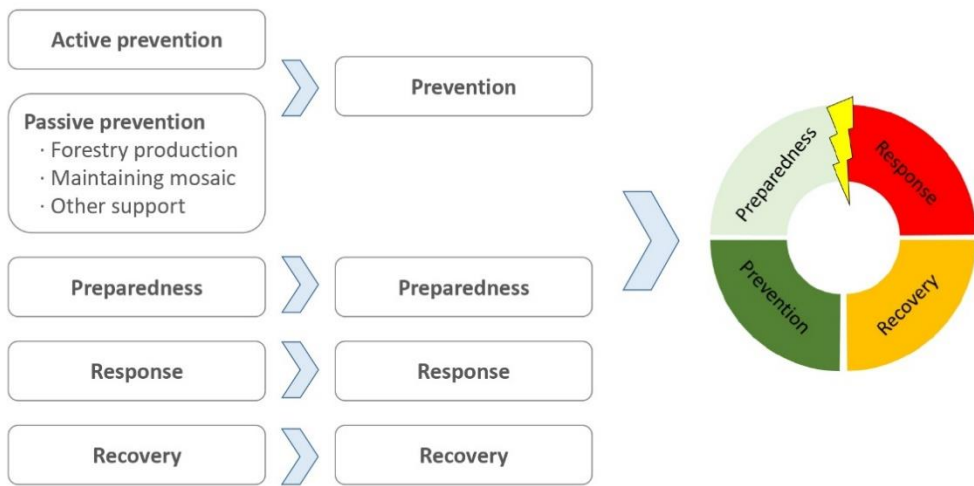 Active prevention
Passive prevention
· Forestry production
· Maintaining mosaic
· Other support
Preparedness
Response
Recovery
Prevention
Preparedness
Response
Recovery
Preparedness
Response
Prevention
Recovery